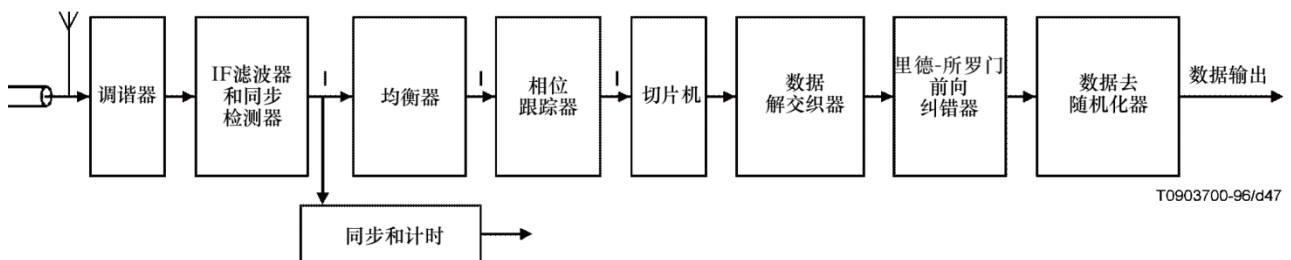 调谐器
IF滤波器
和同步
检测器
I
均衡器
I
相位
跟踪器
I
切片机
数据
解交织器
里德-所罗门
前向
纠错器
数据去
随机化器
数据输出
T0903700-96/d47
同步和计时